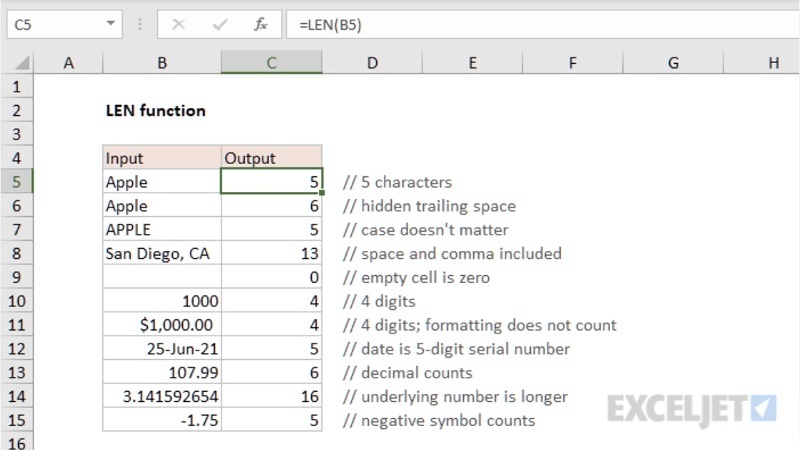 C5 fx =LEN(B5)
A B C D E F G H
1
2 LEN function
3
4 Input Output
5 Apple 5 // 5 characters
6 Apple 6 // hidden trailing space
7 APPLE 5 // case doesn't matter
8 San Diego, CA 13 // space and comma included
9 0 // empty cell is zero
10 1000 4 // 4 digits
11 $1,000.00 4 // 4 digits; formatting does not count
12 25-Jun-21 5 // date is 5-digit serial number
13 107.99 6 // decimal counts
14 3.141592654 16 // underlying number is longer
15 -1.75 5 // negative symbol counts
16
EXCELJET